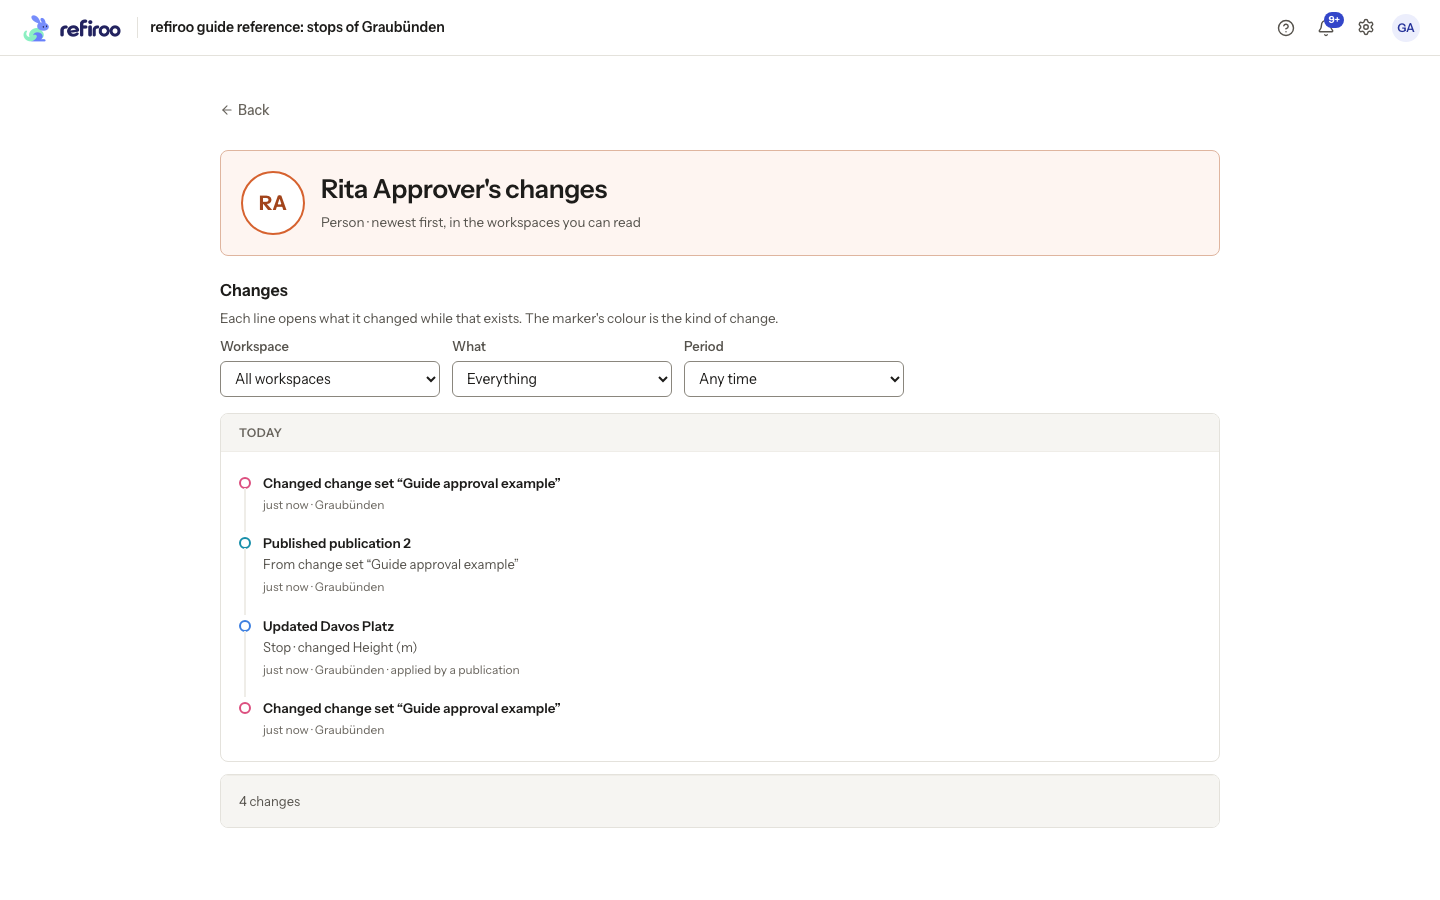 refiroo
refiroo guide reference: stops of Graubünden
9+
GA
Back
RA
Rita Approver's changes
Person · newest first, in the workspaces you can read
Changes
Each line opens what it changed while that exists. The marker's colour is the kind of change.
Workspace
What
Period
All workspaces
Everything
Any time
TODAY
Changed change set “Guide approval example”
just now · Graubünden
Published publication 2
From change set “Guide approval example”
just now · Graubünden
Updated Davos Platz
Stop · changed Height (m)
just now · Graubünden · applied by a publication
Changed change set “Guide approval example”
just now · Graubünden
4 changes